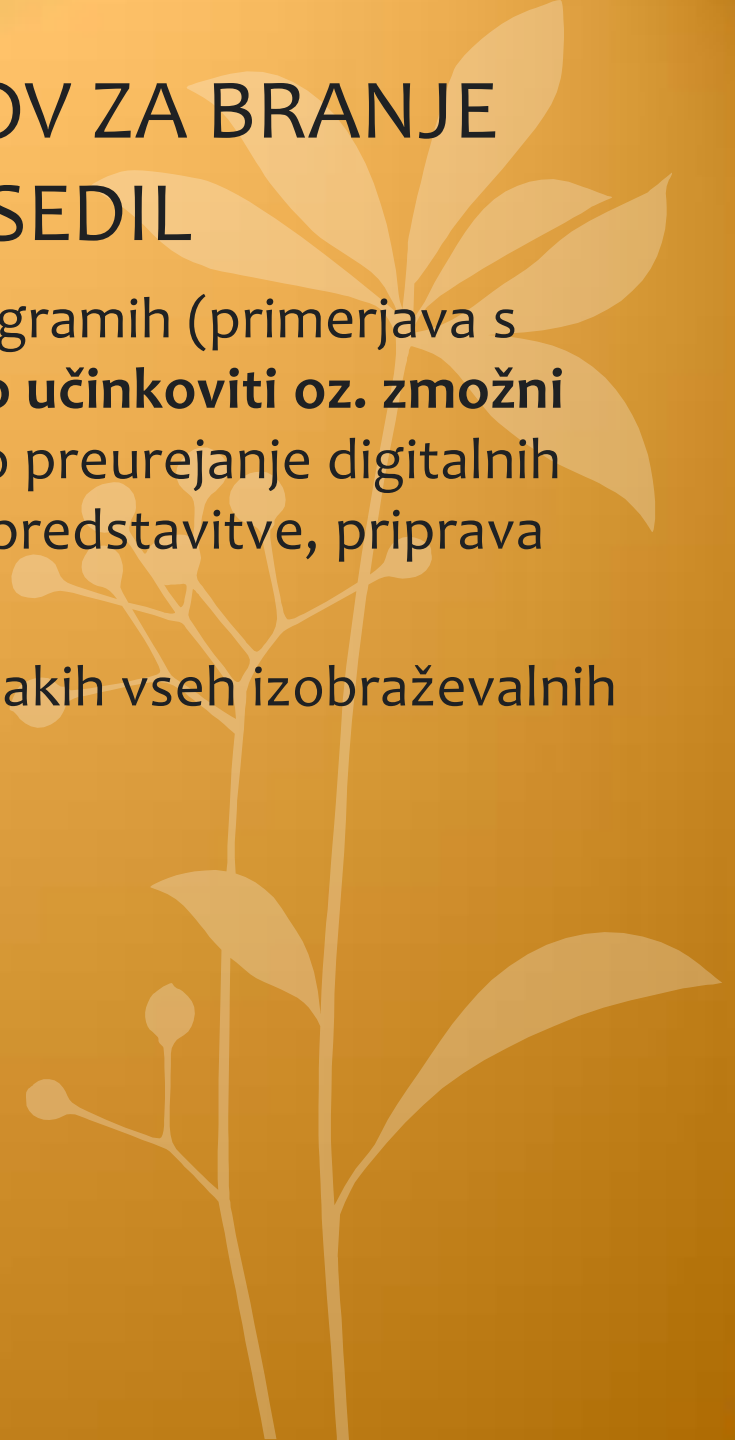 OV ZA BRANJE
SEDIL
gramih (primerjava s
o učinkoviti oz. zmožni
o preurejanje digitalnih
predstavitve, priprava
akih vseh izobraževalnih